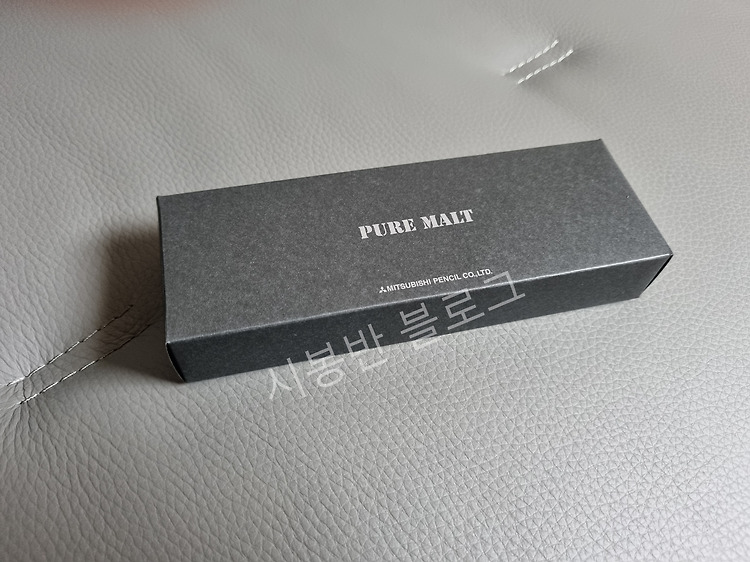 PURE MALT
MITSUBISHI PENCIL CO.,LTD.
시봉반 블로그